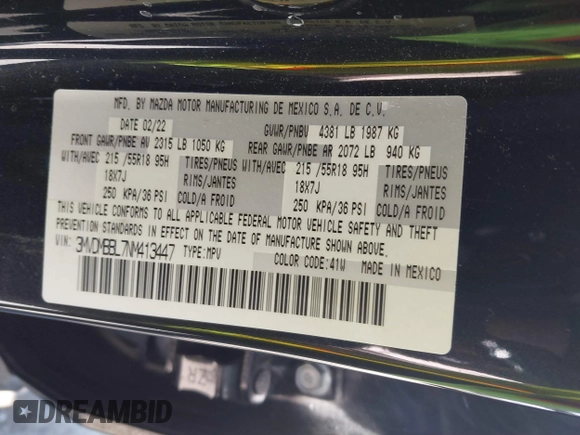 MFD. BY MAZDA MOTOR MANUFACTURING DE MEXICO S.A. DE C.V.
DATE 02/22 GVWR/PNBV 4381 LB 1987 KG
FRONT GAWR/PNBE AV 2315 LB 1050 KG REAR GAWR/PNBE AR 2072 LB 940 KG
WITH/AVEC 215 /55R18 95H TIRES/PNEUS WITH/AVEC 215 /55R18 95H TIRES/PNEUS
18X7J RIMS/JANTES 18X7J RIMS/JANTES
250 KPA/36 PSI COLD/A FROID 250 KPA/36 PSI COLD/A FROID
THIS VEHICLE CONFORMS TO ALL APPLICABLE FEDERAL MOTOR VEHICLE SAFETY AND THEFT
PREVENTION STANDARDS IN EFFECT ON THE DATE OF MANUFACTURE SHOWN ABOVE.
VIN: 3MVDMBBL7NM413447 TYPE:MPV COLOR CODE:41W MADE IN MEXICO
DREAMBID